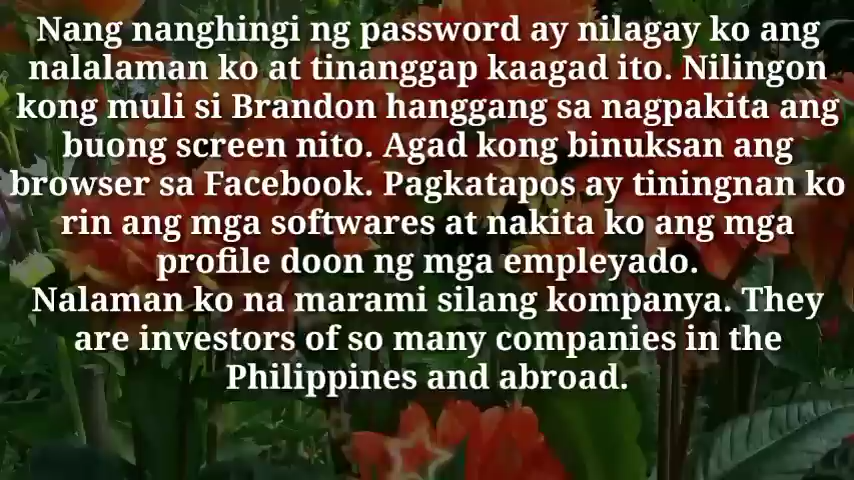 Nang nanghingi ng password ay nilagay ko ang
nalalaman ko at tinanggap kaagad ito. Nilingon
kong muli si Brandon hanggang sa nagpakita ang
buong screen nito. Agad kong binuksan ang
browser sa Facebook. Pagkatapos ay tiningnan ko
rin ang mga softwares at nakita ko ang mga
profile doon ng mga empleyado.
Nalaman ko na marami silang kompanya. They
are investors of so many companies in the
Philippines and abroad.